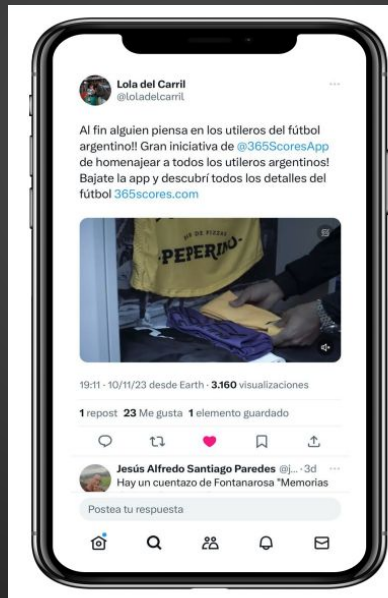 Lola del Carril
@loladelcarril
Al fin alguien piensa en los utileros del fútbol
argentino!! Gran iniciativa de @365ScoresApp
de homenajear a todos los utileros argentinos!
Bajate la app y descubrí todos los detalles del
fútbol 365scores.com
DE PIZZAS
-PEPERINO-
19:11 · 10/11/23 desde Earth · 3.160 visualizaciones
1 repost 23 Me gusta 1 elemento guardado
Jesús Alfredo Santiago Paredes @j... · 3d
Hay un cuentazo de Fontanarosa "Memorias
Postea tu respuesta